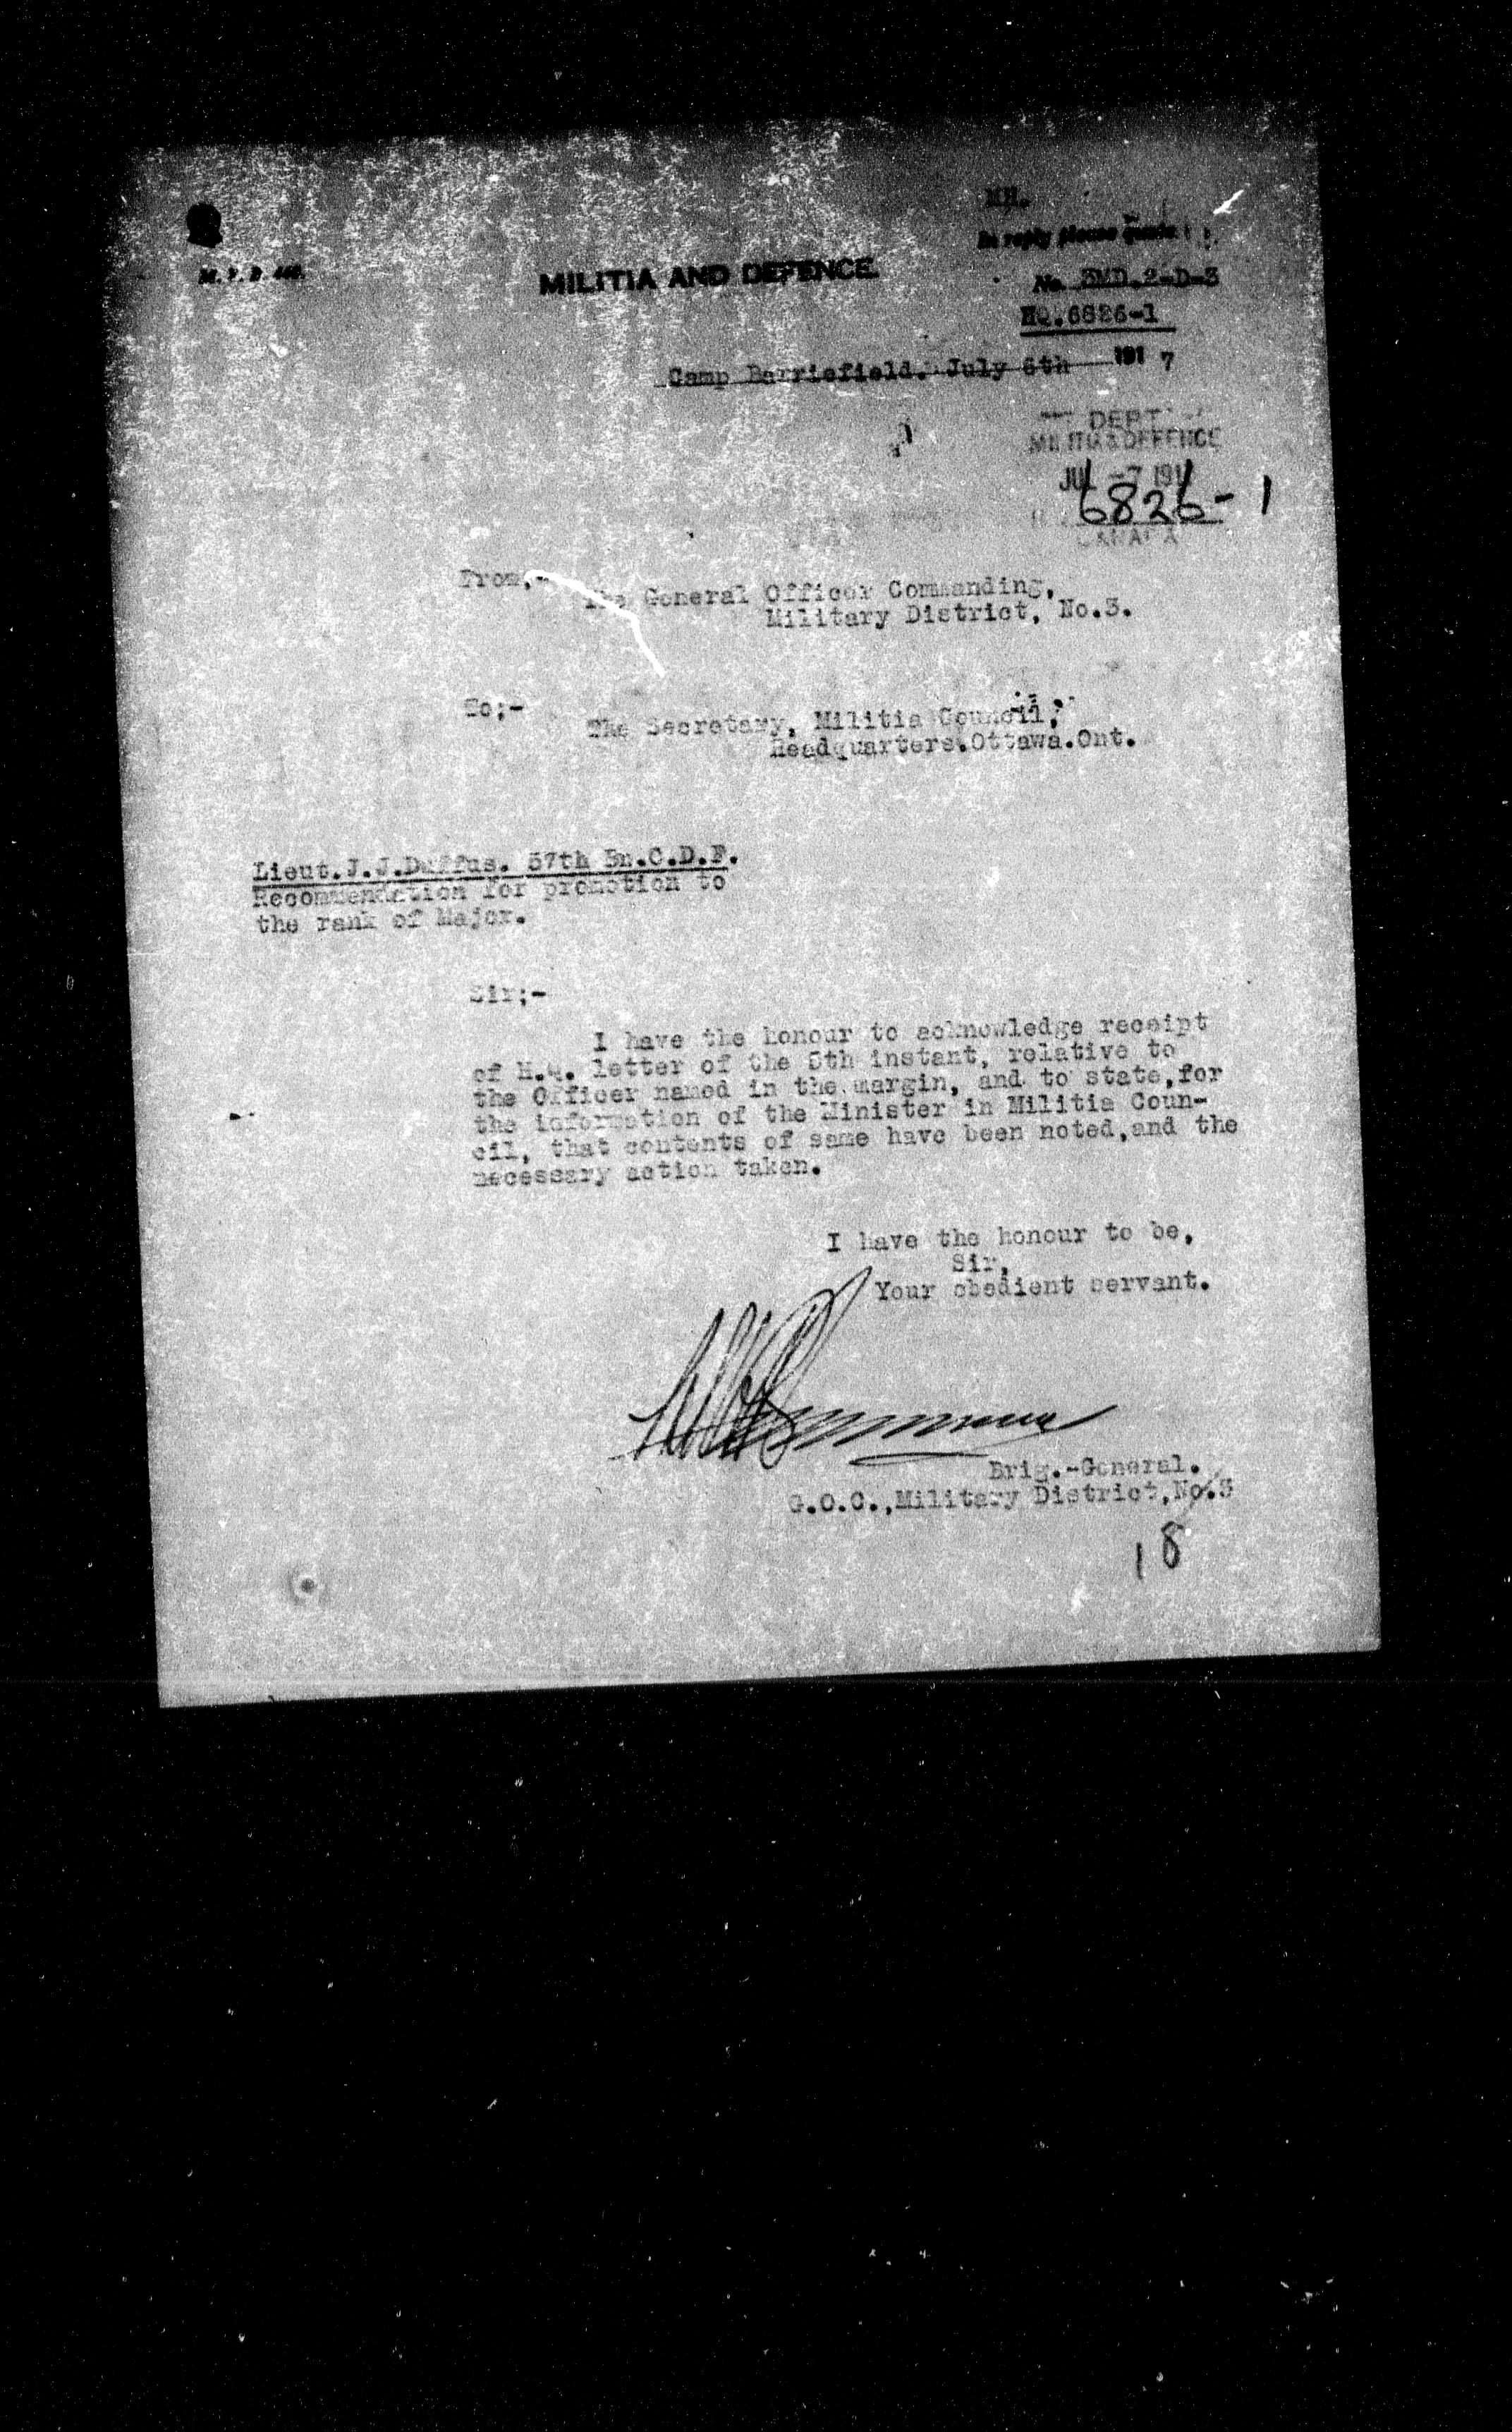 MH.
In reply please quote
M. F. B. 448.
MILITIA AND DEFENCE.
No. 3MD.2-D-3
HQ.6826-1
Camp Barriefield. July 6th 1917
DEPT.
MILITIA & DEFENCE
JUL -7 191
6826-1
CANADA
From,-
The General Officer Commanding,
Military District, No.3.
To;-
The Secretary, Militia Council,
Headquarters.Ottawa.Ont.
Lieut.J.J.Duffus. 57th Bn.C.D.F.
Recommendation for promotion to
the rank of Major.
Sir;-
I have the honour to acknowledge receipt
of H.Q. letter of the 5th instant, relative to
the Officer named in the margin, and to state,for
the information of the Minister in Militia Coun-
cil, that contents of same have been noted,and the
necessary action taken.
I have the honour to be,
Sir,
Your obedient servant.
Brig.-General.
G.O.C.,Military District,No.3
18